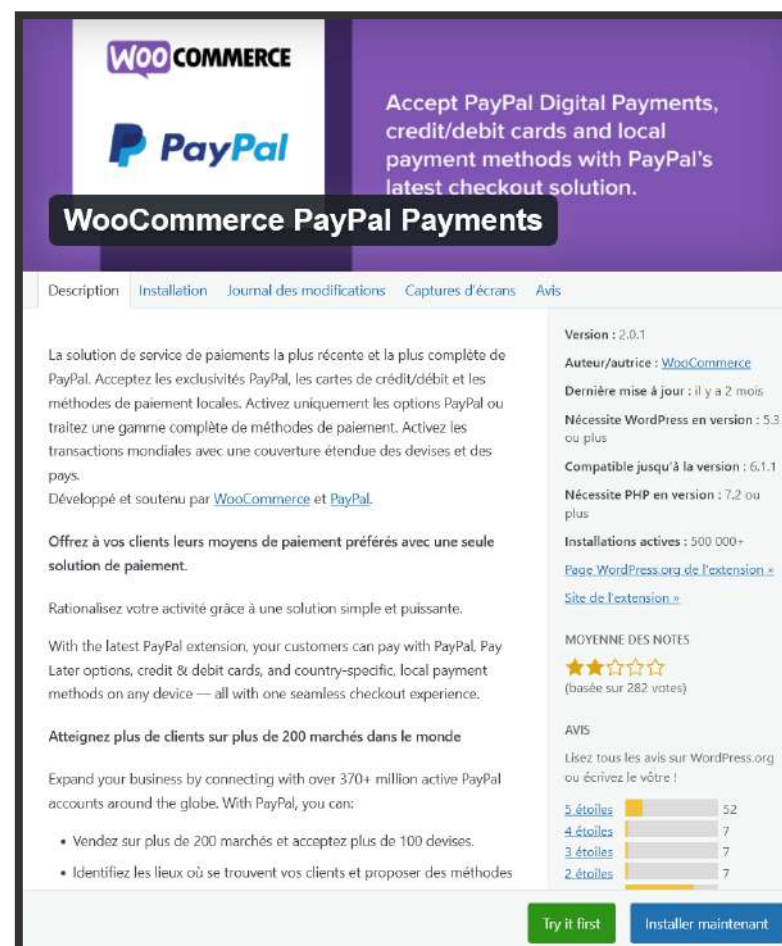 WOO COMMERCE
PayPal
Accept PayPal Digital Payments,
credit/debit cards and local
payment methods with PayPal's
latest checkout solution.
WooCommerce PayPal Payments
Description Installation Journal des modifications Captures d'écrans Avis
La solution de service de paiements la plus récente et la plus complète de
PayPal. Acceptez les exclusivités PayPal, les cartes de crédit/débit et les
méthodes de paiement locales. Activez uniquement les options PayPal ou
traitez une gamme complète de méthodes de paiement. Activez les
transactions mondiales avec une couverture étendue des devises et des
pays.
Développé et soutenu par WooCommerce et PayPal.
Offrez à vos clients leurs moyens de paiement préférés avec une seule
solution de paiement.
Rationalisez votre activité grâce à une solution simple et puissante.
With the latest PayPal extension, your customers can pay with PayPal, Pay
Later options, credit & debit cards, and country-specific, local payment
methods on any device — all with one seamless checkout experience.
Atteignez plus de clients sur plus de 200 marchés dans le monde
Expand your business by connecting with over 370+ million active PayPal
accounts around the globe. With PayPal, you can:
• Vendez sur plus de 200 marchés et acceptez plus de 100 devises.
• Identifiez les lieux où se trouvent vos clients et proposer des méthodes
Version : 2.0.1
Auteur/autrice : WooCommerce
Dernière mise à jour : il y a 2 mois
Nécessite WordPress en version : 5.3
ou plus
Compatible jusqu'à la version : 6.1.1
Nécessite PHP en version : 7.2 ou
plus
Installations actives : 500 000+
Page WordPress.org de l'extension »
Site de l'extension »
MOYENNE DES NOTES
(basée sur 282 votes)
AVIS
Lisez tous les avis sur WordPress.org
ou écrivez le vôtre !
5 étoiles 52
4 étoiles 7
3 étoiles 7
2 étoiles 7
Try it first Installer maintenant